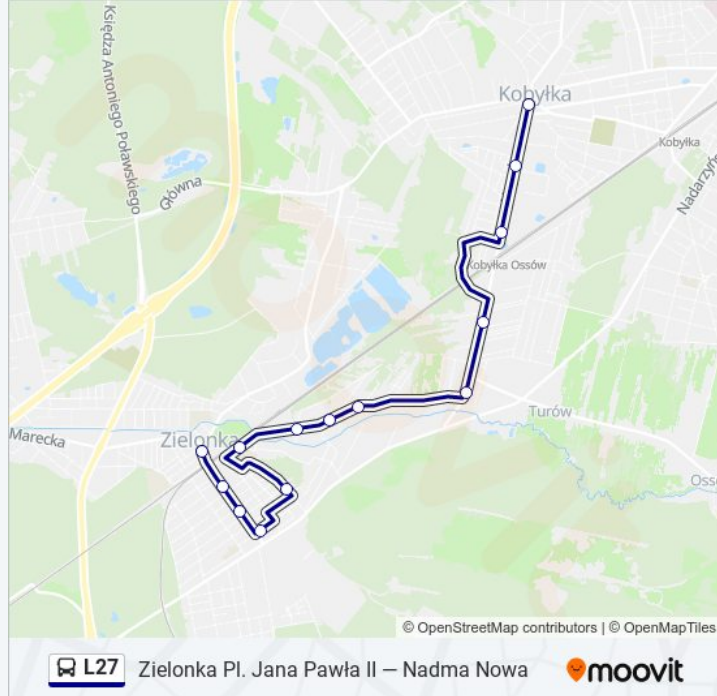 Księdza Antoniego Poławskiego
Kobyłka
Kobyłka
Nadarzyń
Główna
Kobyłka Ossów
Turów
Marecka
Zielonka
Osso
© OpenStreetMap contributors | © OpenMapTiles
L27 Zielonka Pl. Jana Pawła II — Nadma Nowa moovit